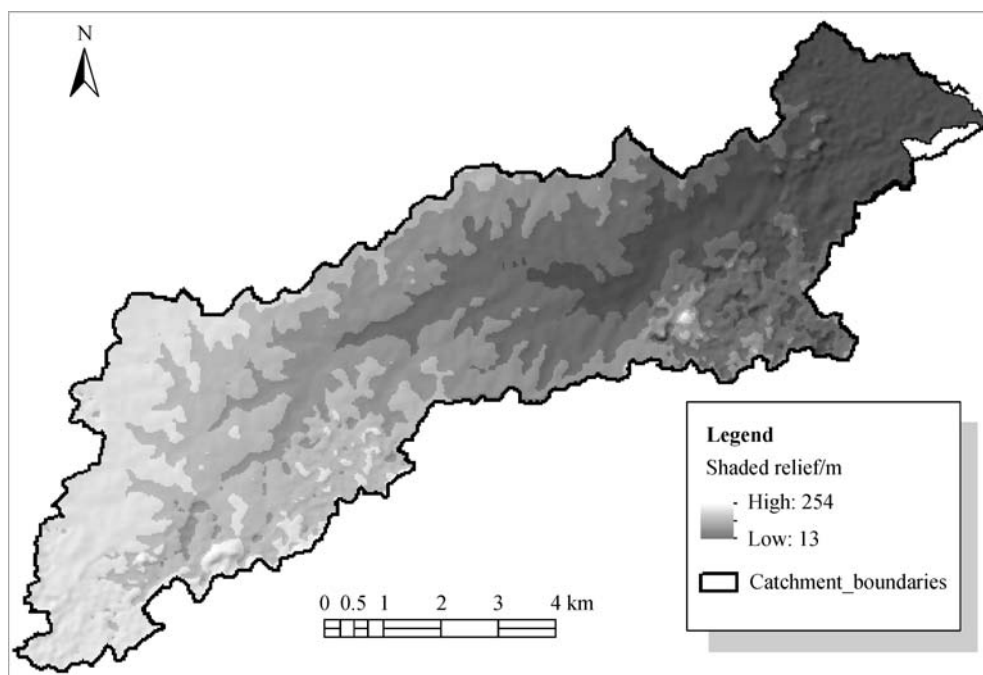 N
Legend
Shaded relief/m
High: 254
Low: 13
Catchment_boundaries
0 0.5 1 2 3 4 km